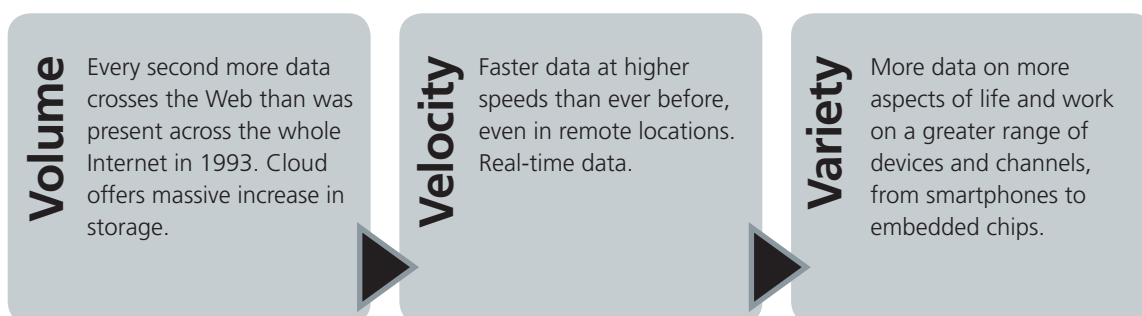 Volume
Every second more data
crosses the Web than was
present across the whole
Internet in 1993. Cloud
offers massive increase in
storage.
Velocity
Faster data at higher
speeds than ever before,
even in remote locations.
Real-time data.
Variety
More data on more
aspects of life and work
on a greater range of
devices and channels,
from smartphones to
embedded chips.